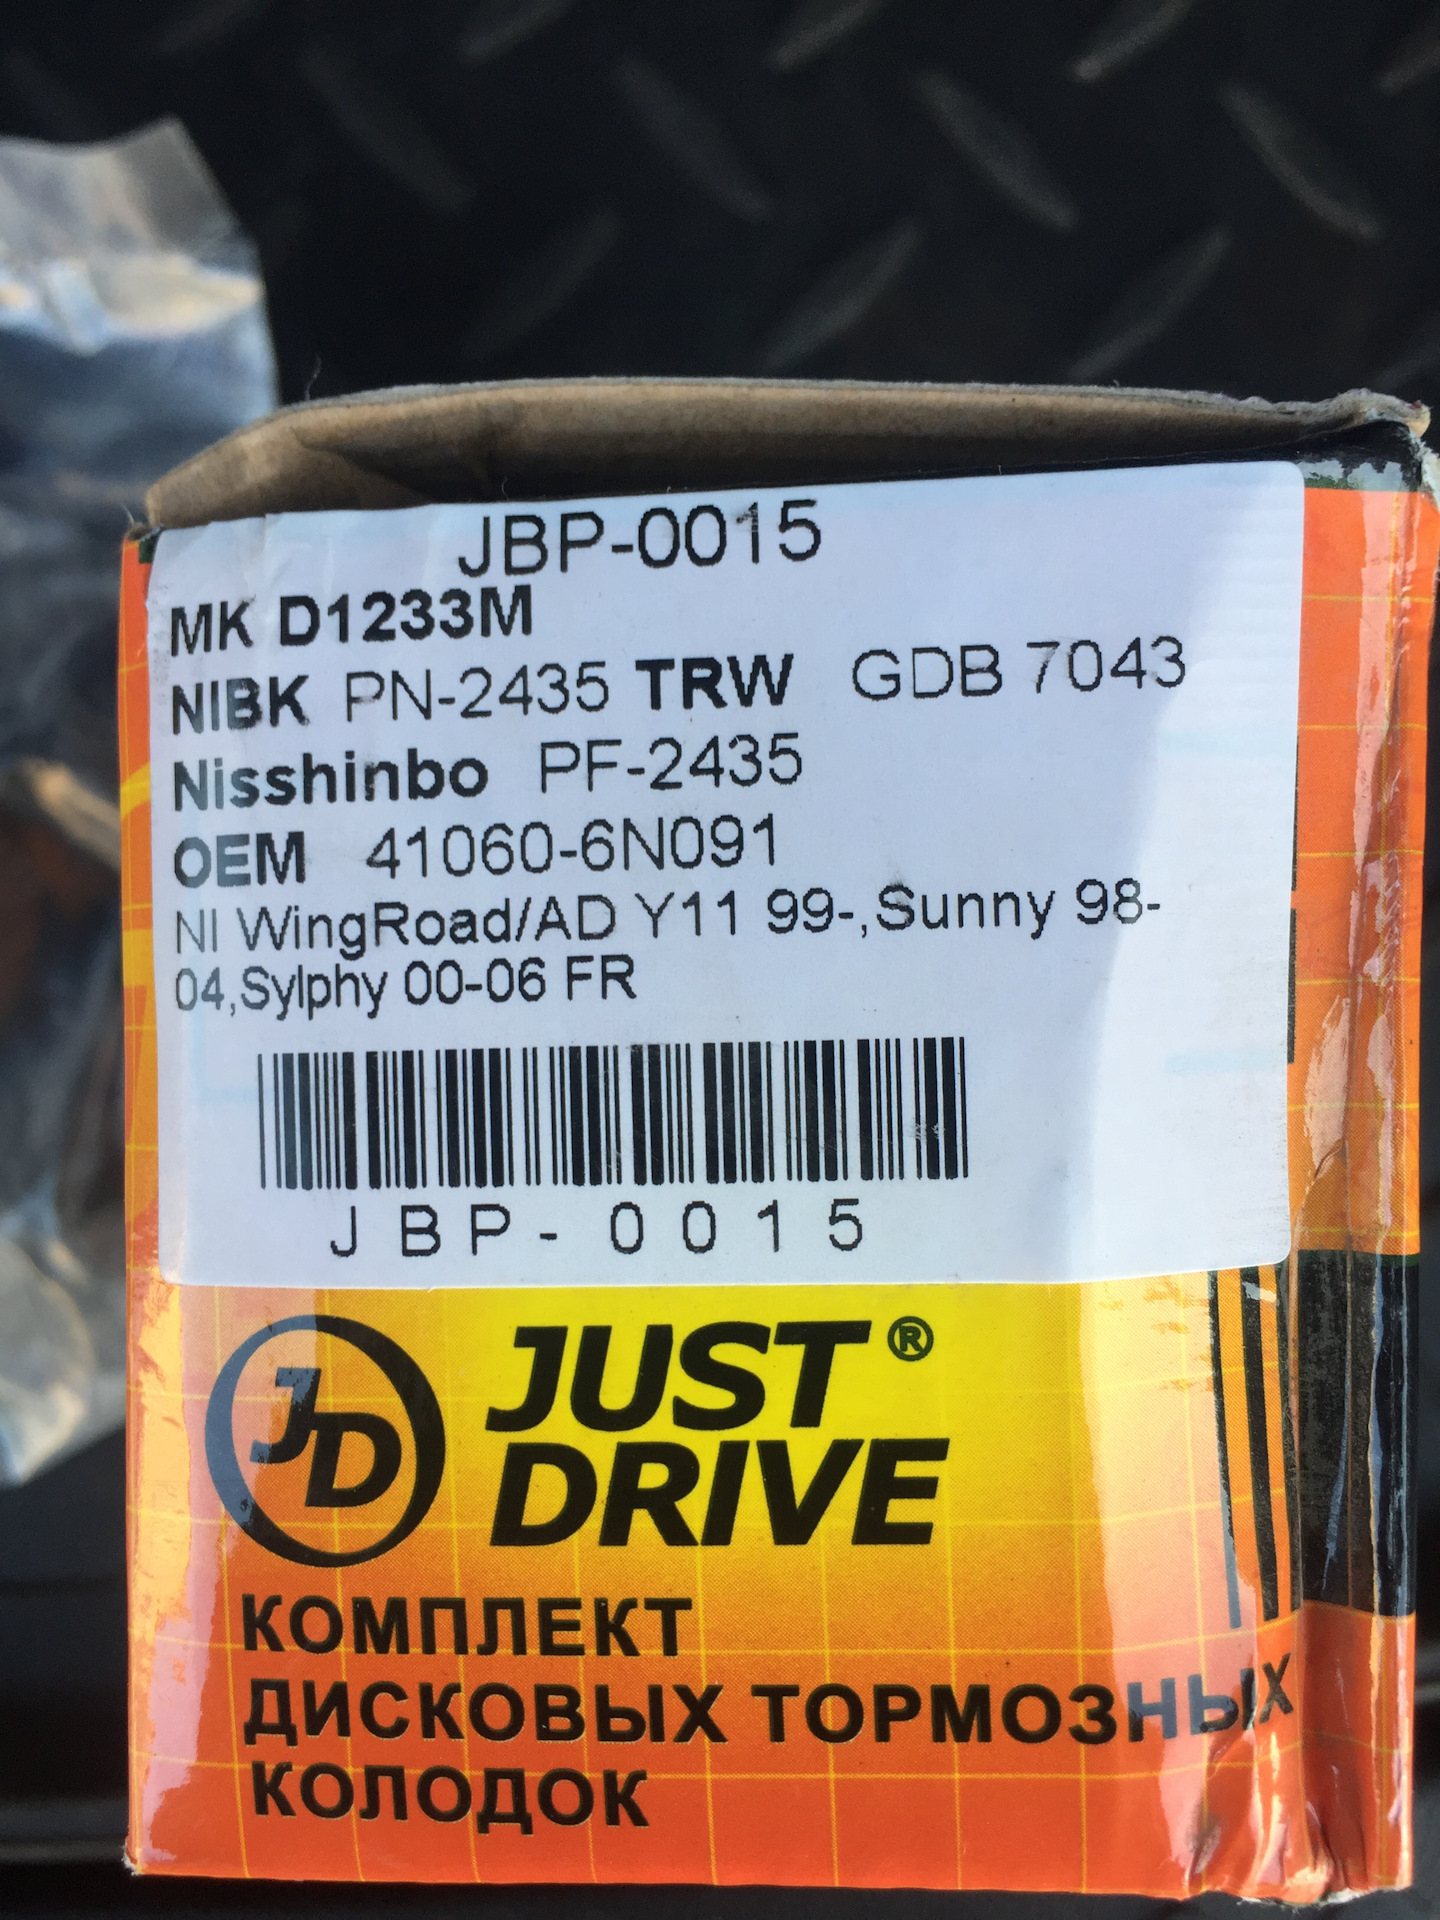 JBP-0015
MK D1233M
NIBK PN-2435 TRW GDB 7043
Nisshinbo PF-2435
OEM 41060-6N091
NI WingRoad/AD Y11 99-,Sunny 98-
04,Sylphy 00-06 FR
JBP-0015
JD
JUST ®
DRIVE
КОМПЛЕКТ
ДИСКОВЫХ ТОРМОЗНЫХ
КОЛОДОК